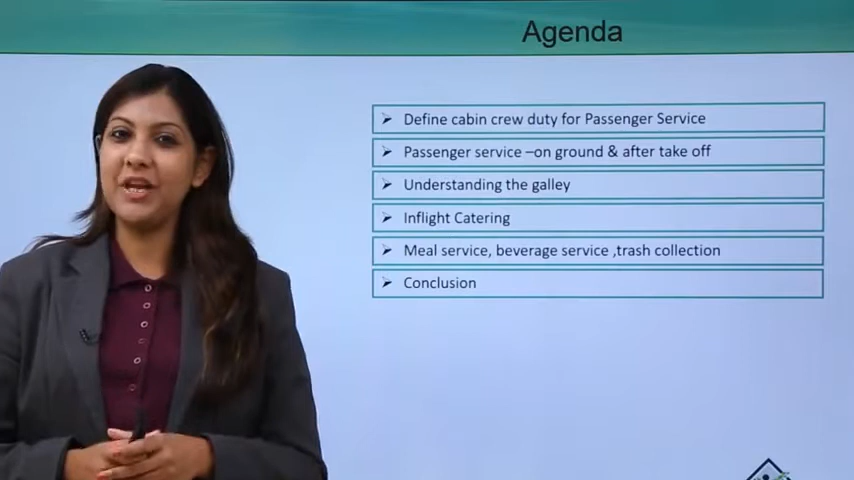 Agenda
Define cabin crew duty for Passenger Service
Passenger service –on ground & after take off
Understanding the galley
Inflight Catering
Meal service, beverage service ,trash collection
Conclusion